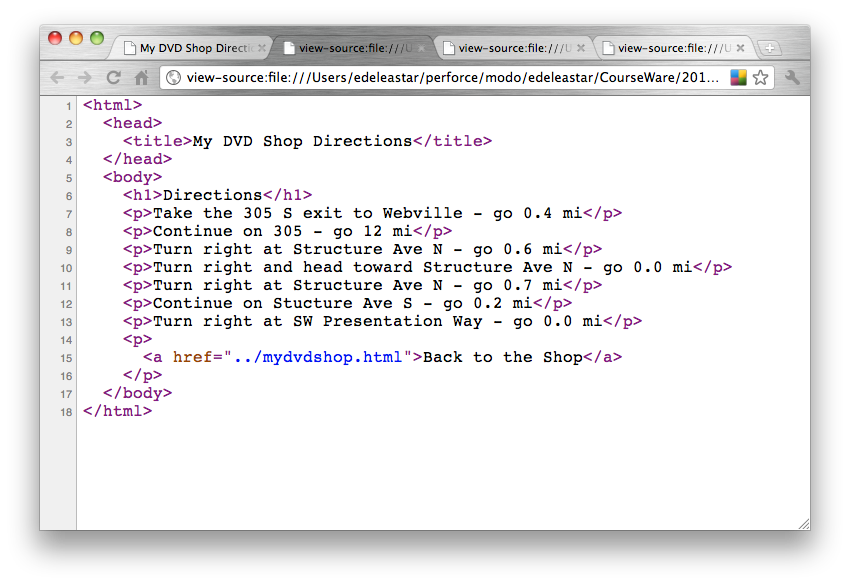 My DVD Shop Directi
view-source:file:///U
view-source:file:///U
view-source:file:///U
view-source:file:///Users/edeleastar/perforce/modo/edeleastar/CourseWare/201...
1 <html>
2 <head>
3 <title>My DVD Shop Directions</title>
4 </head>
5 <body>
6 <h1>Directions</h1>
7 <p>Take the 305 S exit to Webville - go 0.4 mi</p>
8 <p>Continue on 305 - go 12 mi</p>
9 <p>Turn right at Structure Ave N - go 0.6 mi</p>
10 <p>Turn right and head toward Structure Ave N - go 0.0 mi</p>
11 <p>Turn right at Structure Ave N - go 0.7 mi</p>
12 <p>Continue on Stucture Ave S - go 0.2 mi</p>
13 <p>Turn right at SW Presentation Way - go 0.0 mi</p>
14 <p>
15 <a href="../mydvdshop.html">Back to the Shop</a>
16 </p>
17 </body>
18 </html>